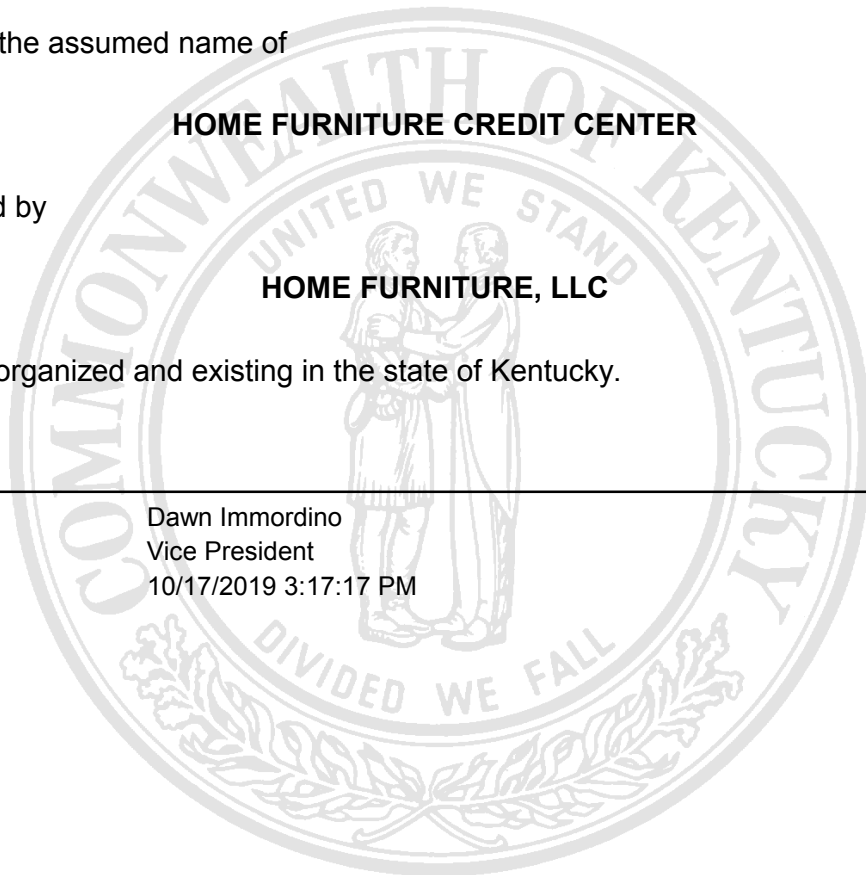 the assumed name of
HOME FURNITURE CREDIT CENTER
d by
HOME FURNITURE, LLC
organized and existing in the state of Kentucky.
Dawn Immordino
Vice President
10/17/2019 3:17:17 PM
COMMONWEALTH OF KENTUCKY
UNITED WE STAND
DIVIDED WE FALL